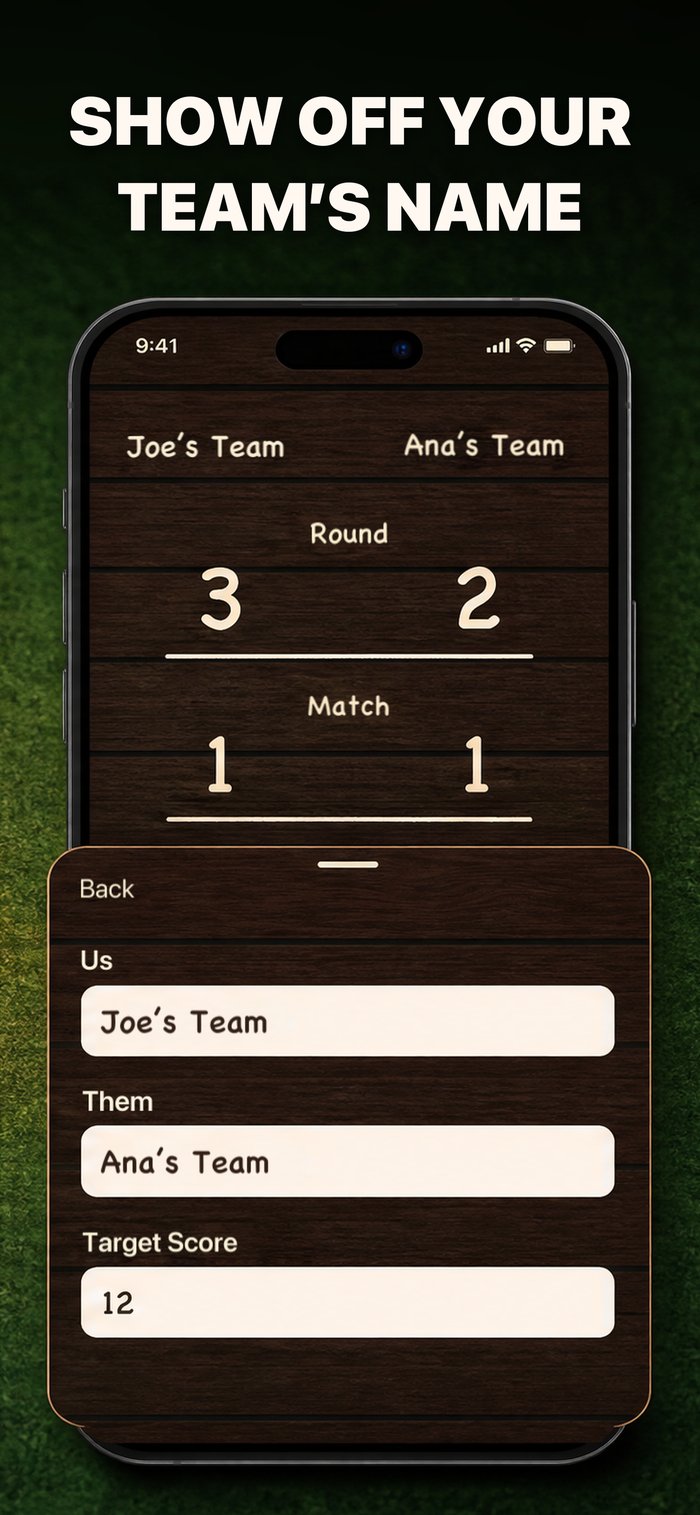 SHOW OFF YOUR
TEAM'S NAME
9:41
Joe's Team Ana's Team
Round
3 2
Match
1 1
Back
Us
Joe's Team
Them
Ana's Team
Target Score
12